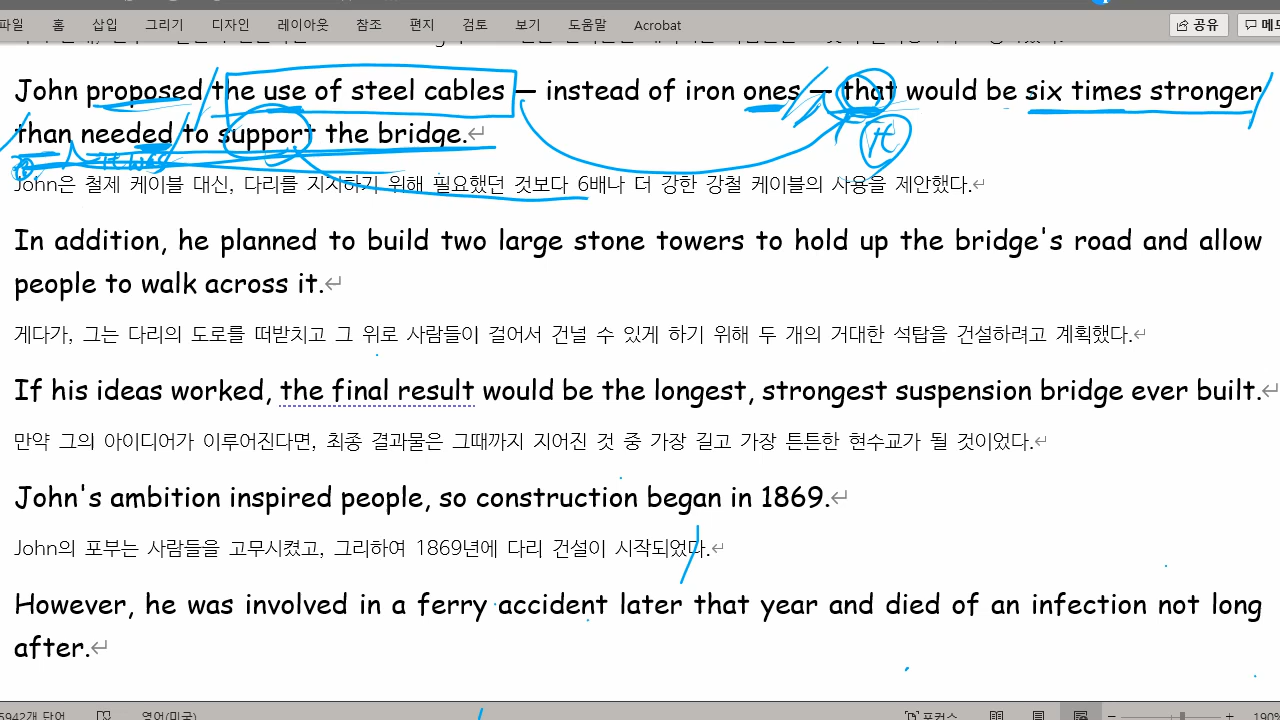 파일 홈 삽입 그리기 디자인 레이아웃 참조 편지 검토 보기 도움말 Acrobat 공유 메모
John proposed the use of steel cables — instead of iron ones — that would be six times stronger
than needed to support the bridge.
it
it was
John은 철제 케이블 대신, 다리를 지지하기 위해 필요했던 것보다 6배나 더 강한 강철 케이블의 사용을 제안했다.
In addition, he planned to build two large stone towers to hold up the bridge's road and allow
people to walk across it.
게다가, 그는 다리의 도로를 떠받치고 그 위로 사람들이 걸어서 건널 수 있게 하기 위해 두 개의 거대한 석탑을 건설하려고 계획했다.
If his ideas worked, the final result would be the longest, strongest suspension bridge ever built.
만약 그의 아이디어가 이루어진다면, 최종 결과물은 그때까지 지어진 것 중 가장 길고 가장 튼튼한 현수교가 될 것이었다.
John's ambition inspired people, so construction began in 1869.
John의 포부는 사람들을 고무시켰고, 그리하여 1869년에 다리 건설이 시작되었다.
However, he was involved in a ferry accident later that year and died of an infection not long
after.
5942개 단어 영어(미국) 포커스